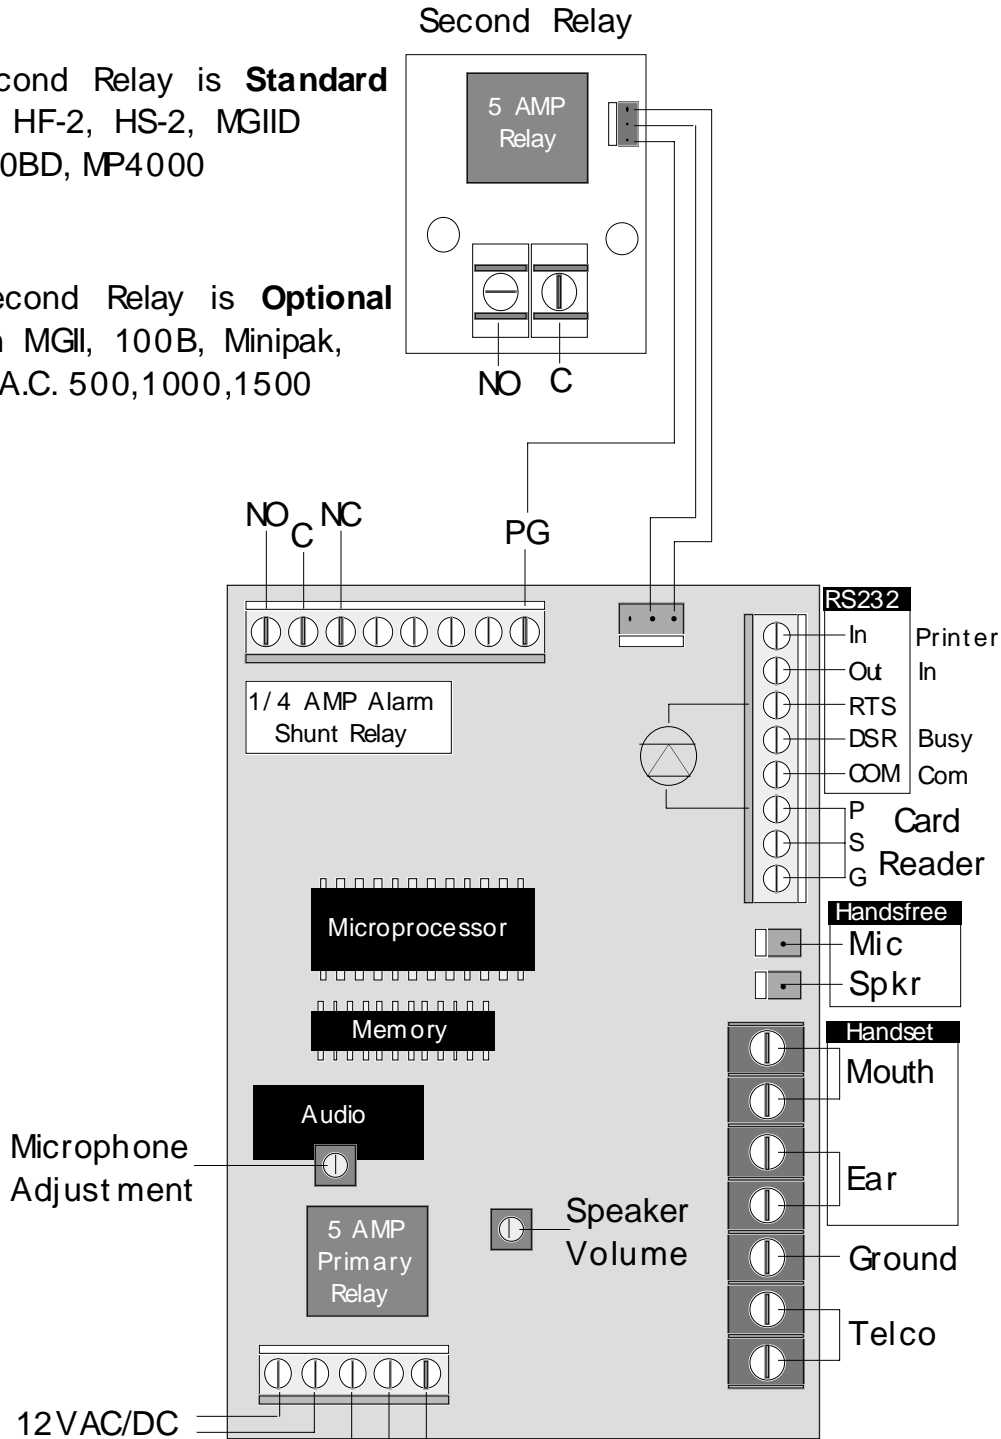 Second Relay
cond Relay is Standard
HF-2, HS-2, MGIID
0BD, MP4000
5 AMP
Relay
econd Relay is Optional
MGII, 100B, Minipak,
A.C. 500,1000,1500
NO C
NO C NC
PG
RS232
In Printer
Out In
RTS
DSR Busy
COM Com
P
S
G
Card
Reader
1/4 AMP Alarm
Shunt Relay
Microprocessor
Memory
Handsfree
Mic
Spkr
Handset
Mouth
Ear
Ground
Telco
Audio
Microphone
Adjustment
5 AMP
Primary
Relay
Speaker
Volume
12VAC/DC